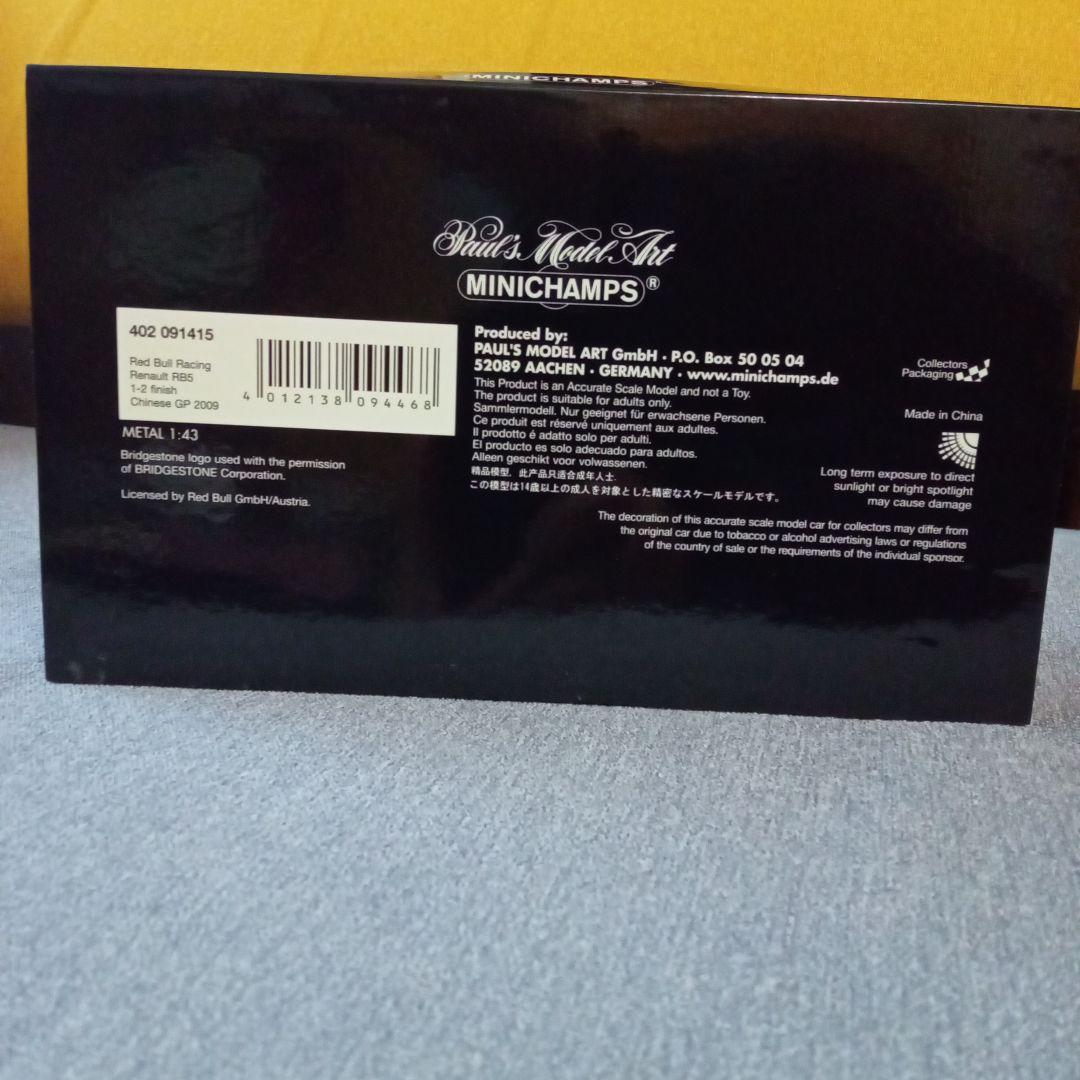 MINICHAMPS
Paul's Model Art
MINICHAMPS®
402 091415
Red Bull Racing
Renault RB5
1-2 finish
Chinese GP 2009
4 012138 094468
METAL 1:43
Bridgestone logo used with the permission
of BRIDGESTONE Corporation.
Licensed by Red Bull GmbH/Austria.
Produced by:
PAUL'S MODEL ART GmbH · P.O. Box 50 05 04
52089 AACHEN · GERMANY · www.minichamps.de
This Product is an Accurate Scale Model and not a Toy.
The product is suitable for adults only.
Sammlermodell. Nur geeignet für erwachsene Personen.
Ce produit est réservé uniquement aux adultes.
Il prodotto é adatto solo per adulti.
El producto es solo adecuado para adultos.
Alleen geschikt voor volwassenen.
精品模型，此产品只适合成年人士.
この模型は14歳以上の成人を対象とした精密なスケールモデルです。
Collectors
Packaging
Made in China
Long term exposure to direct
sunlight or bright spotlight
may cause damage
The decoration of this accurate scale model car for collectors may differ from
the original car due to tobacco or alcohol advertising laws or regulations
of the country of sale or the requirements of the individual sponsor.